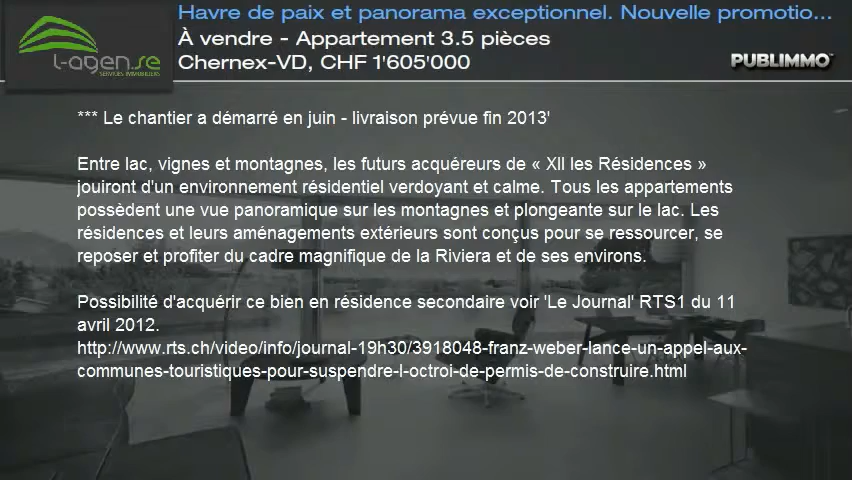 Havre de paix et panorama exceptionnel. Nouvelle promotio...
l-agen.se
SERVICES IMMOBILIERS
À vendre - Appartement 3.5 pièces
Chernex-VD, CHF 1'605'000
PUBLIMMO
*** Le chantier a démarré en juin - livraison prévue fin 2013'
Entre lac, vignes et montagnes, les futurs acquéreurs de « XII les Résidences »
jouiront d'un environnement résidentiel verdoyant et calme. Tous les appartements
possèdent une vue panoramique sur les montagnes et plongeante sur le lac. Les
résidences et leurs aménagements extérieurs sont conçus pour se ressourcer, se
reposer et profiter du cadre magnifique de la Riviera et de ses environs.
Possibilité d'acquérir ce bien en résidence secondaire voir 'Le Journal' RTS1 du 11
avril 2012.
http://www.rts.ch/video/info/journal-19h30/3918048-franz-weber-lance-un-appel-aux-
communes-touristiques-pour-suspendre-l-octroi-de-permis-de-construire.html